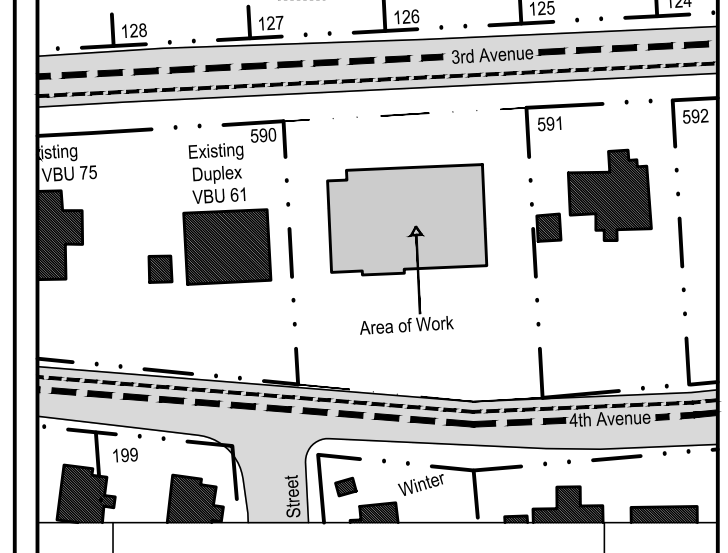 128
127
126
125
124
3rd Avenue
590
591
592
isting
VBU 75
Existing
Duplex
VBU 61
Area of Work
4th Avenue
199
Street
Winter